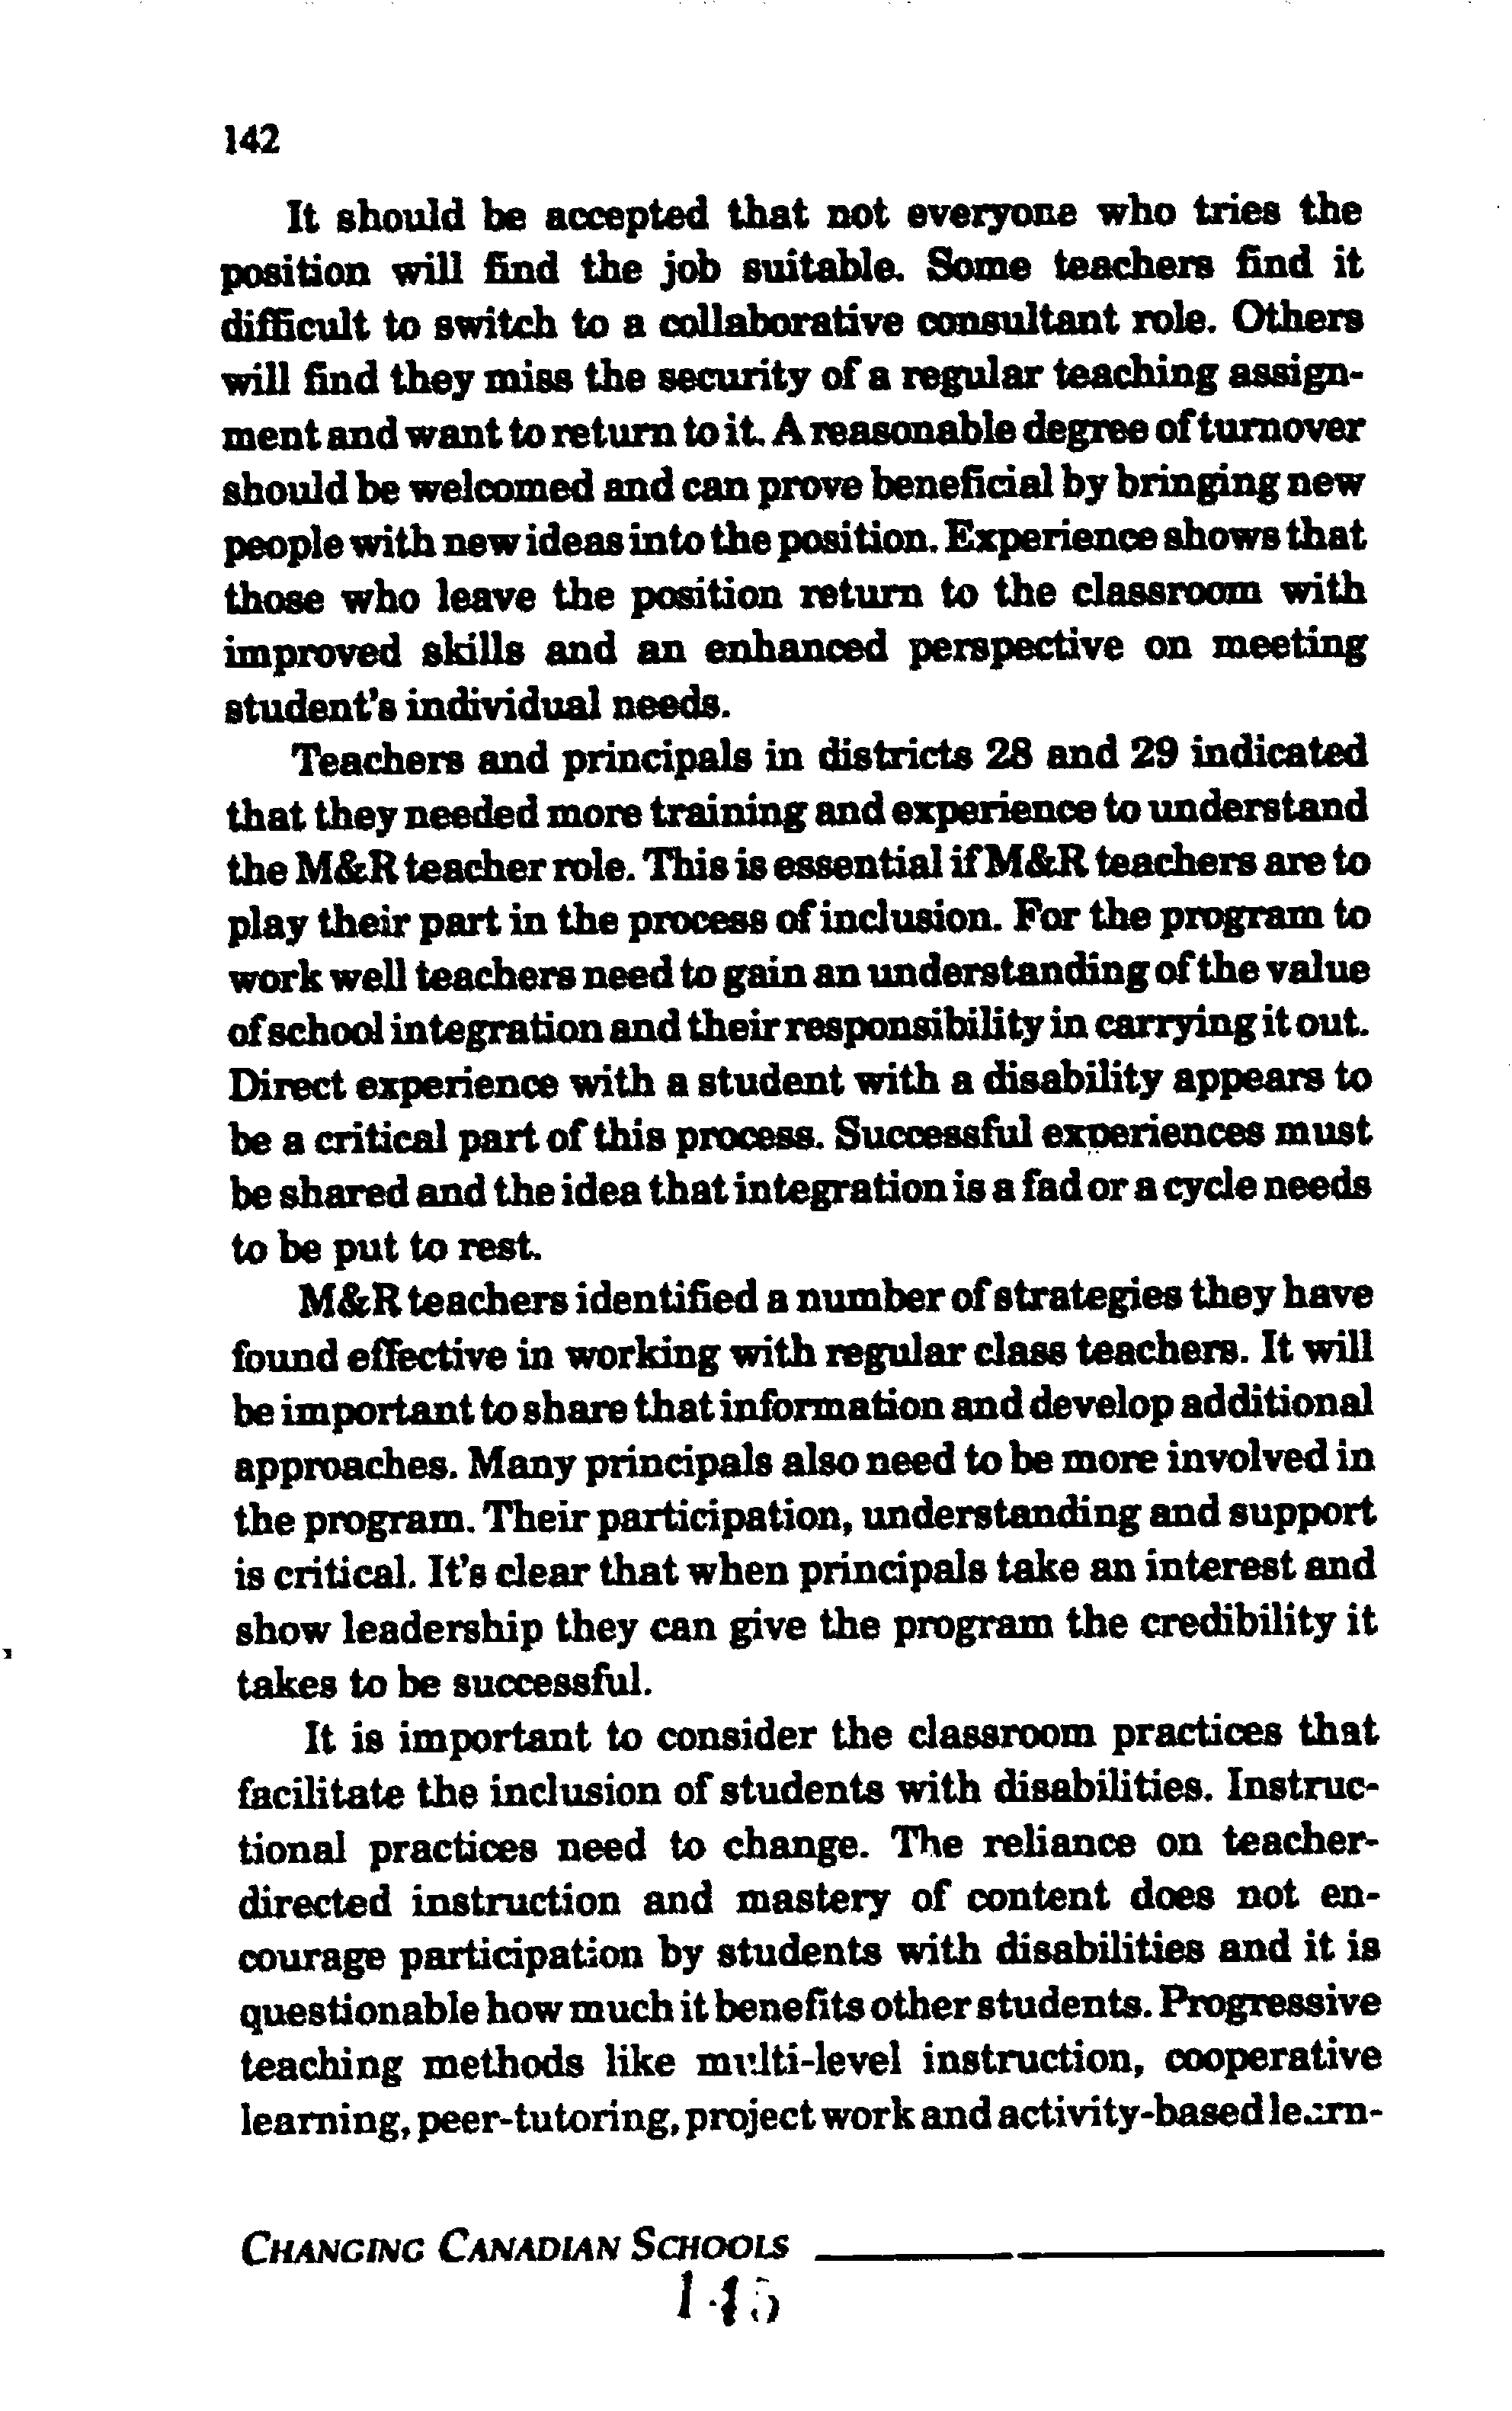 142
It should be accepted that not everyone who tries the
position will find the job suitable. Some teachers find it
difficult to switch to a collaborative consultant role. Others
will find they miss the security of a regular teaching assign-
ment and want to return to it. A reasonable degree of turnover
should be welcomed and can prove beneficial by bringing new
people with new ideas into the position. Experience shows that
those who leave the position return to the classroom with
improved skills and an enhanced perspective on meeting
student's individual needs.
Teachers and principals in districts 28 and 29 indicated
that they needed more training and experience to understand
the M&R teacher role. This is essential if M&R teachers are to
play their part in the process of inclusion. For the program to
work well teachers need to gain an understanding of the value
of school integration and their responsibility in carrying it out.
Direct experience with a student with a disability appears to
be a critical part of this process. Successful experiences must
be shared and the idea that integration is a fad or a cycle needs
to be put to rest.
M&R teachers identified a number of strategies they have
found effective in working with regular class teachers. It will
be important to share that information and develop additional
approaches. Many principals also need to be more involved in
the program. Their participation, understanding and support
is critical. It's clear that when principals take an interest and
show leadership they can give the program the credibility it
takes to be successful.
It is important to consider the classroom practices that
facilitate the inclusion of students with disabilities. Instruc-
tional practices need to change. The reliance on teacher-
directed instruction and mastery of content does not en-
courage participation by students with disabilities and it is
questionable how much it benefits other students. Progressive
teaching methods like multi-level instruction, cooperative
learning, peer-tutoring, project work and activity-based learn-
CHANGING CANADIAN SCHOOLS
145